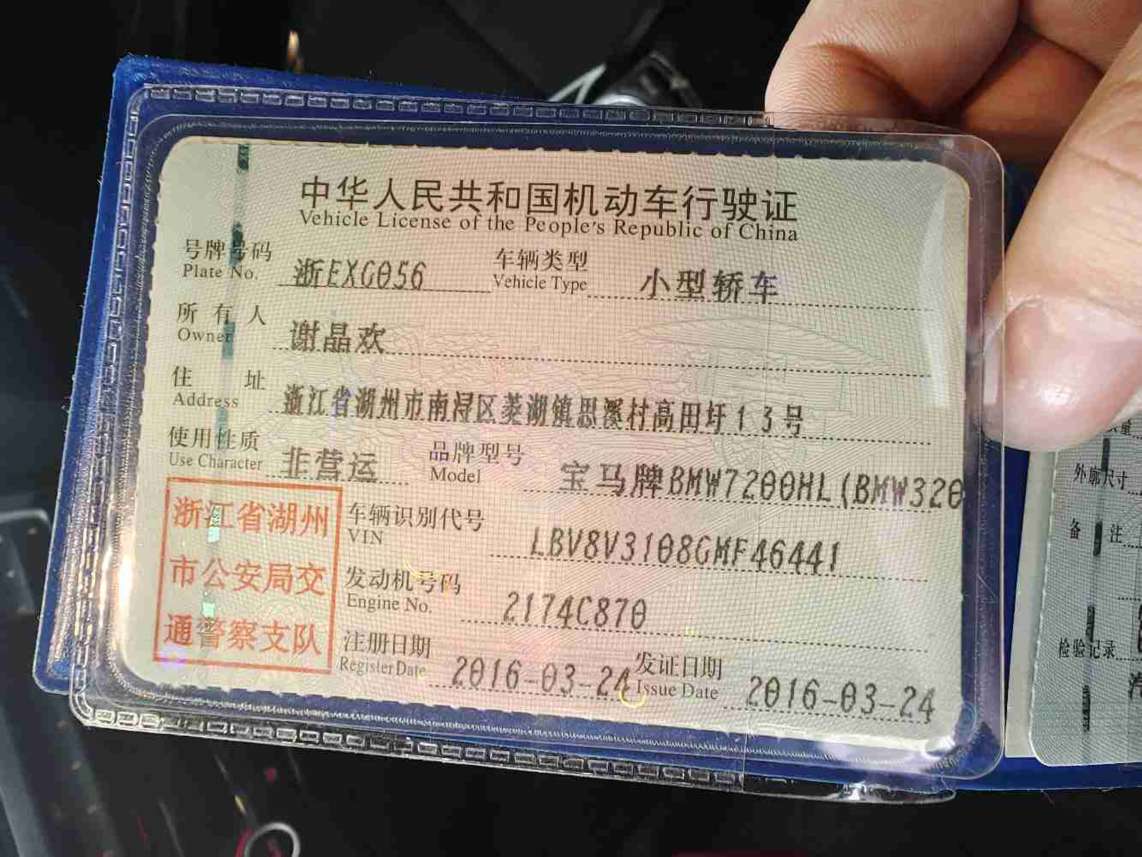 中华人民共和国机动车行驶证
Vehicle License of the People's Republic of China
号牌号码 浙EXG056 车辆类型 小型轿车
Plate No. Vehicle Type
所有人 谢晶欢
Owner
住址 浙江省湖州市南浔区菱湖镇思溪村高田圩13号
Address
使用性质 非营运 品牌型号 宝马牌BMW7200HL(BMW320
Use Character Model
浙江省湖州
市公安局交
通警察支队
车辆识别代号 LBV8V3108GMF46441
VIN
发动机号码 2174C870
Engine No.
注册日期 2016-03-24 发证日期 2016-03-24
Register Date Issue Date
外廓尺寸
备注
检验记录